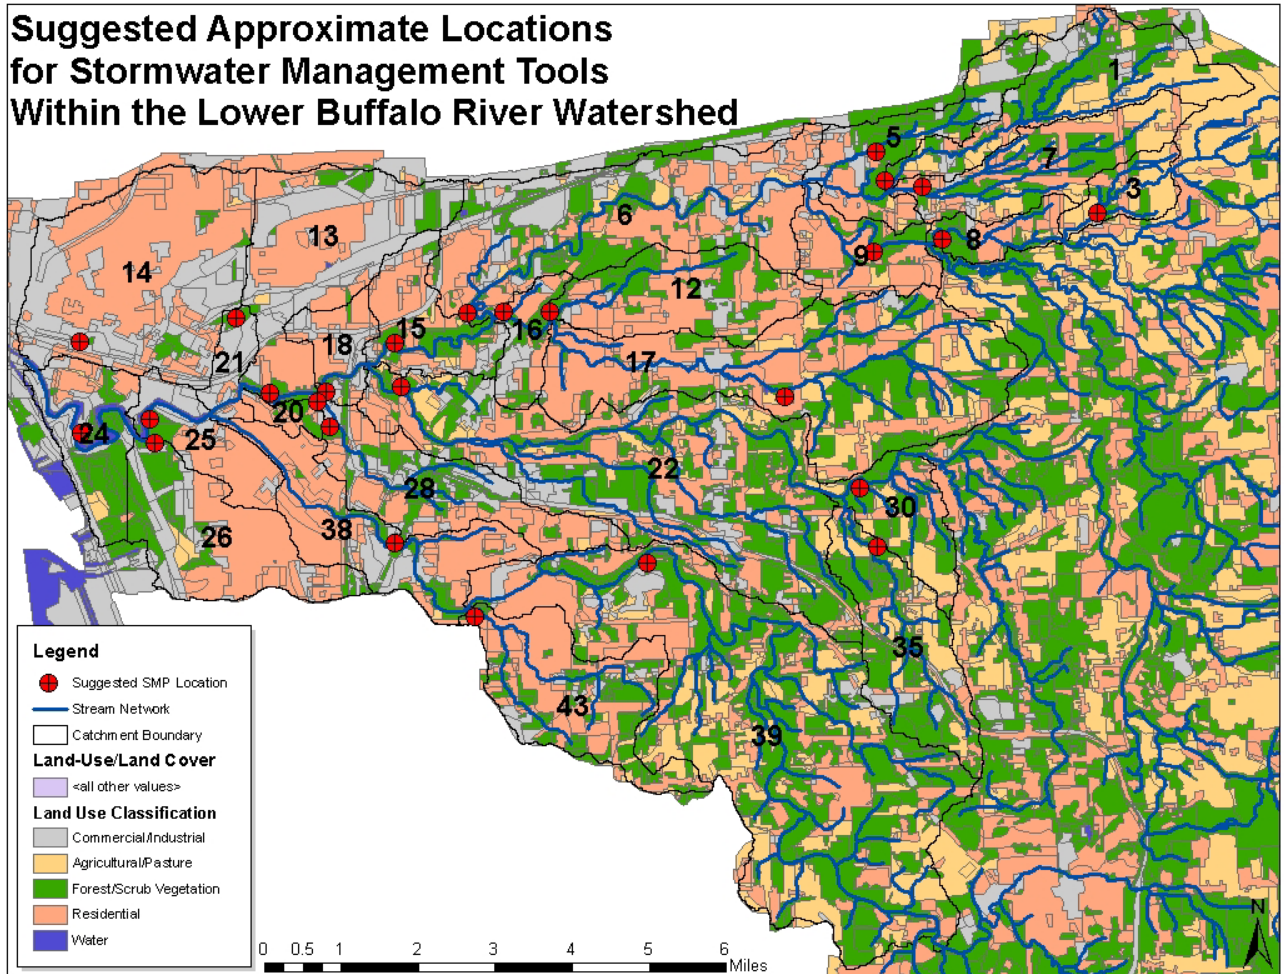 Suggested Approximate Locations
for Stormwater Management Tools
Within the Lower Buffalo River Watershed
1
5
7
3
6
8
9
13
14
12
15
18
16
17
21
20
24
25
22
28
30
26
38
35
43
39
Legend
Suggested SMP Location
Stream Network
Catchment Boundary
Land-Use/Land Cover
<all other values>
Land Use Classification
Commercial/Industrial
Agricultural/Pasture
Forest/Scrub Vegetation
Residential
Water
0 0.5 1 2 3 4 5 6
Miles
N